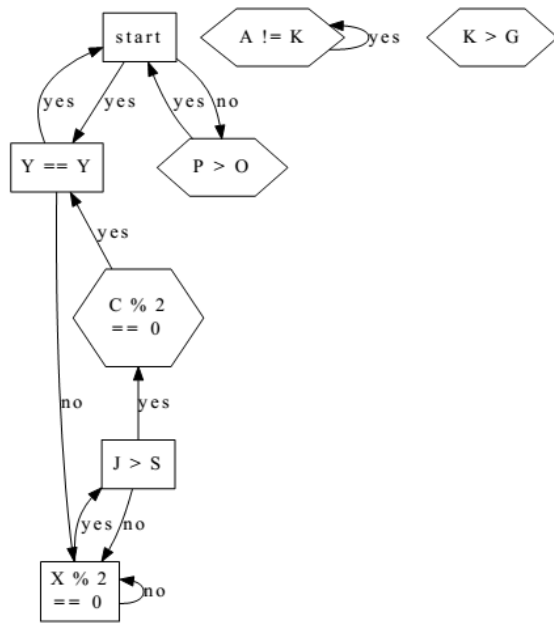 start
A != K
yes
K > G
yes
yes
yes
no
Y == Y
P > O
yes
C % 2
== 0
no
yes
J > S
yes
no
X % 2
== 0
no